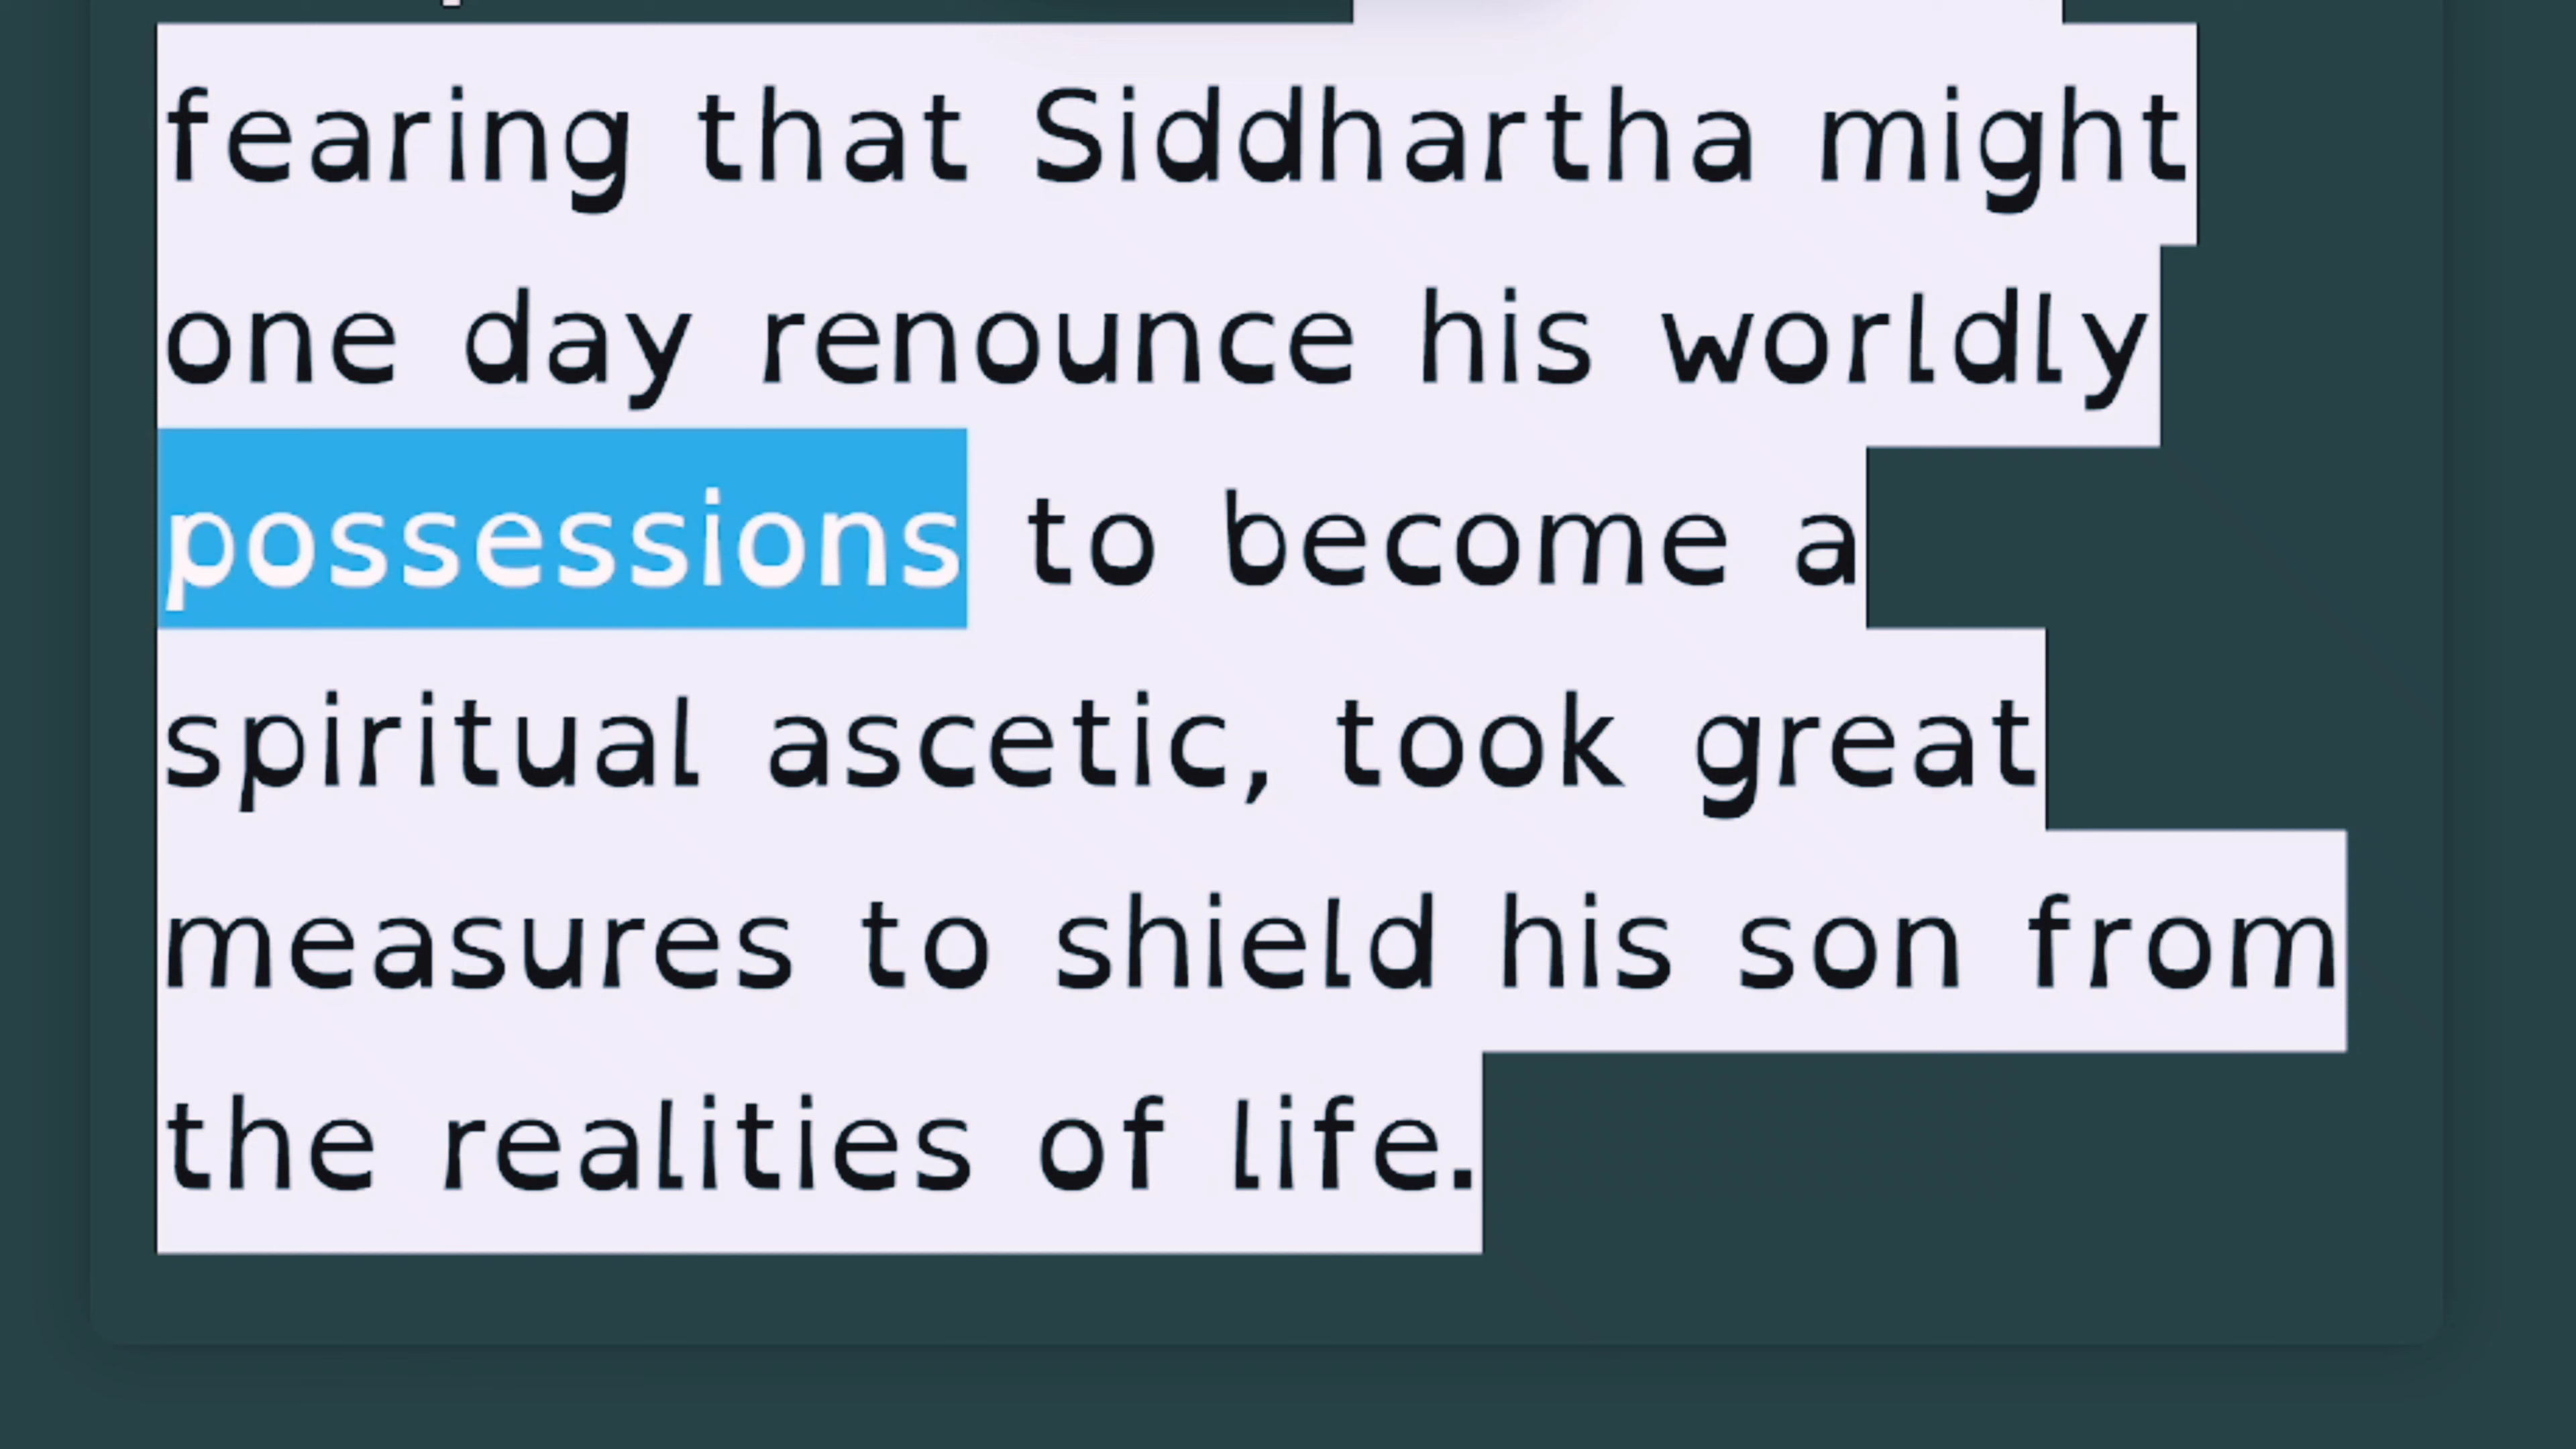 fearing that Siddhartha might
one day renounce his worldly
possessions to become a
spiritual ascetic, took great
measures to shield his son from
the realities of life.